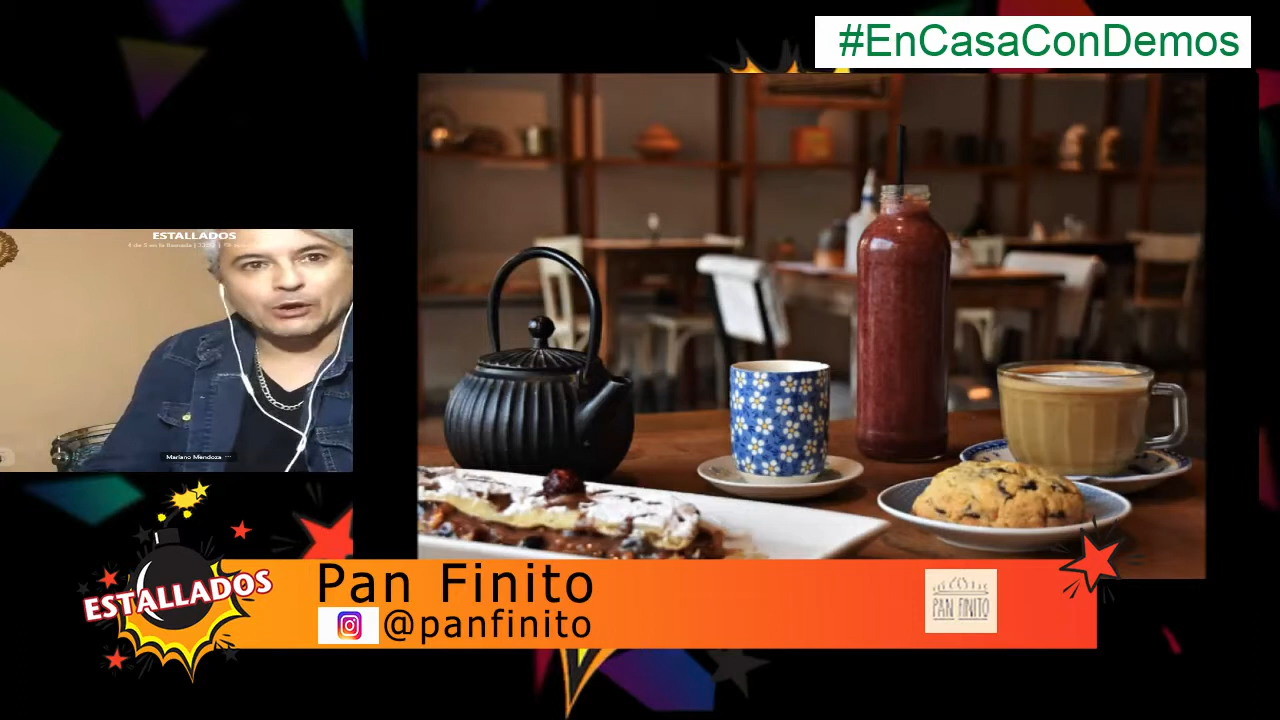 #EnCasaConDemos
ESTALLADOS
Mariano Mendoza
ESTALLADOS
Pan Finito
@panfinito
PAN FINITO